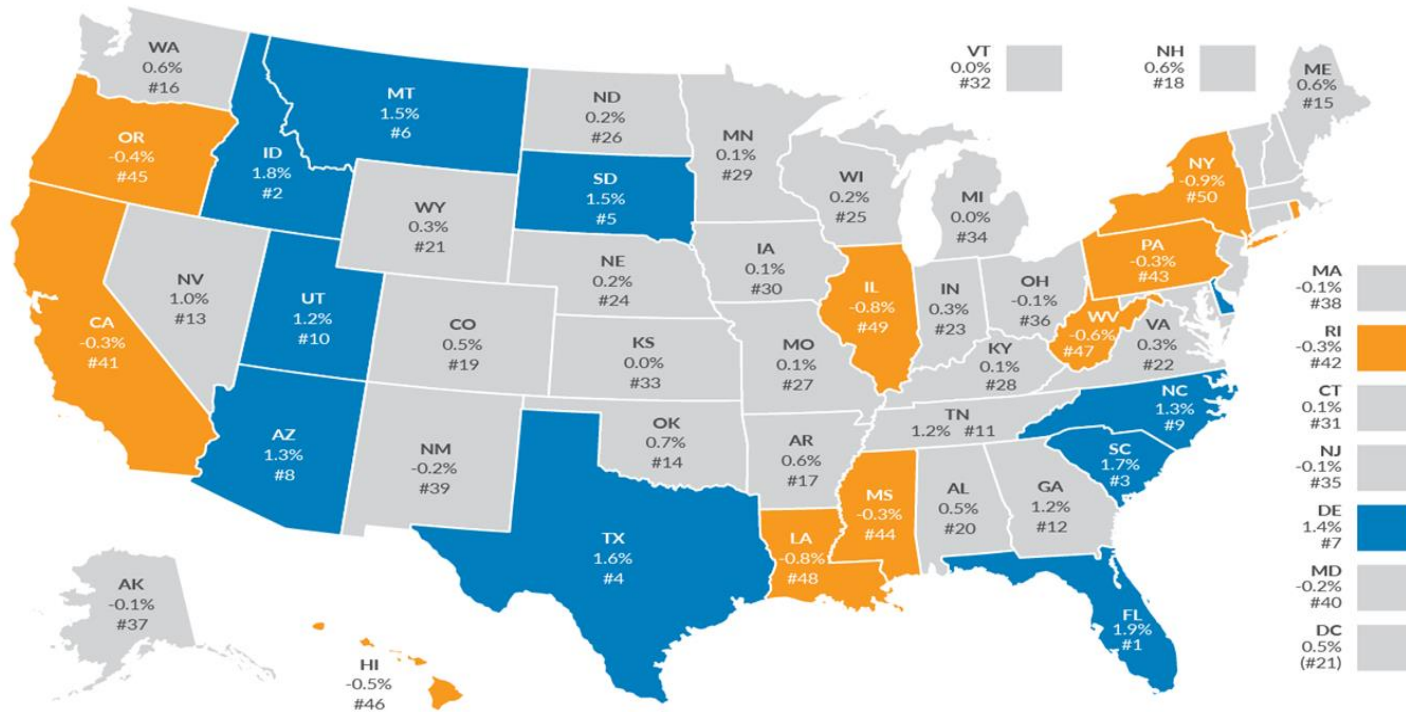 WA
0.6%
#16
OR
-0.4%
#45
CA
-0.3%
#41
NV
1.0%
#13
ID
1.8%
#2
MT
1.5%
#6
WY
0.3%
#21
UT
1.2%
#10
AZ
1.3%
#8
CO
0.5%
#19
NM
-0.2%
#39
ND
0.2%
#26
SD
1.5%
#5
NE
0.2%
#24
KS
0.0%
#33
OK
0.7%
#14
TX
1.6%
#4
MN
0.1%
#29
IA
0.1%
#30
MO
0.1%
#27
AR
0.6%
#17
LA
-0.8%
#48
WI
0.2%
#25
IL
-0.8%
#49
MS
-0.3%
#44
MI
0.0%
#34
IN
0.3%
#23
OH
-0.1%
#36
KY
0.1%
#28
TN
1.2% #11
AL
0.5%
#20
GA
1.2%
#12
FL
1.9%
#1
SC
1.7%
#3
NC
1.3%
#9
VA
0.3%
#22
WV
-0.6%
#47
PA
-0.3%
#43
NY
-0.9%
#50
VT
0.0%
#32
NH
0.6%
#18
ME
0.6%
#15
MA
-0.1%
#38
RI
-0.3%
#42
CT
0.1%
#31
NJ
-0.1%
#35
DE
1.4%
#7
MD
-0.2%
#40
DC
0.5%
(#21)
AK
-0.1%
#37
HI
-0.5%
#46